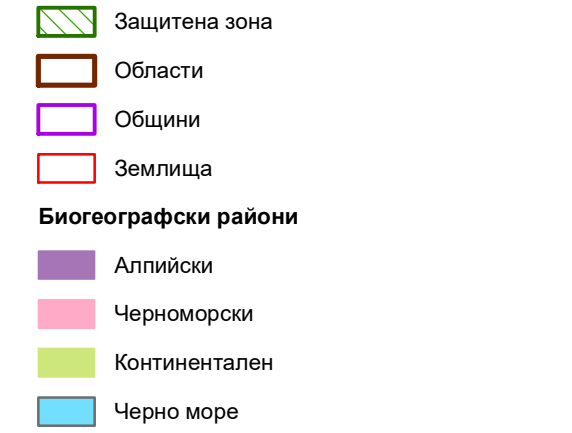 Защитена зона
Области
Общини
Землища
Биогеографски райони
Алпийски
Черноморски
Континентален
Черно море